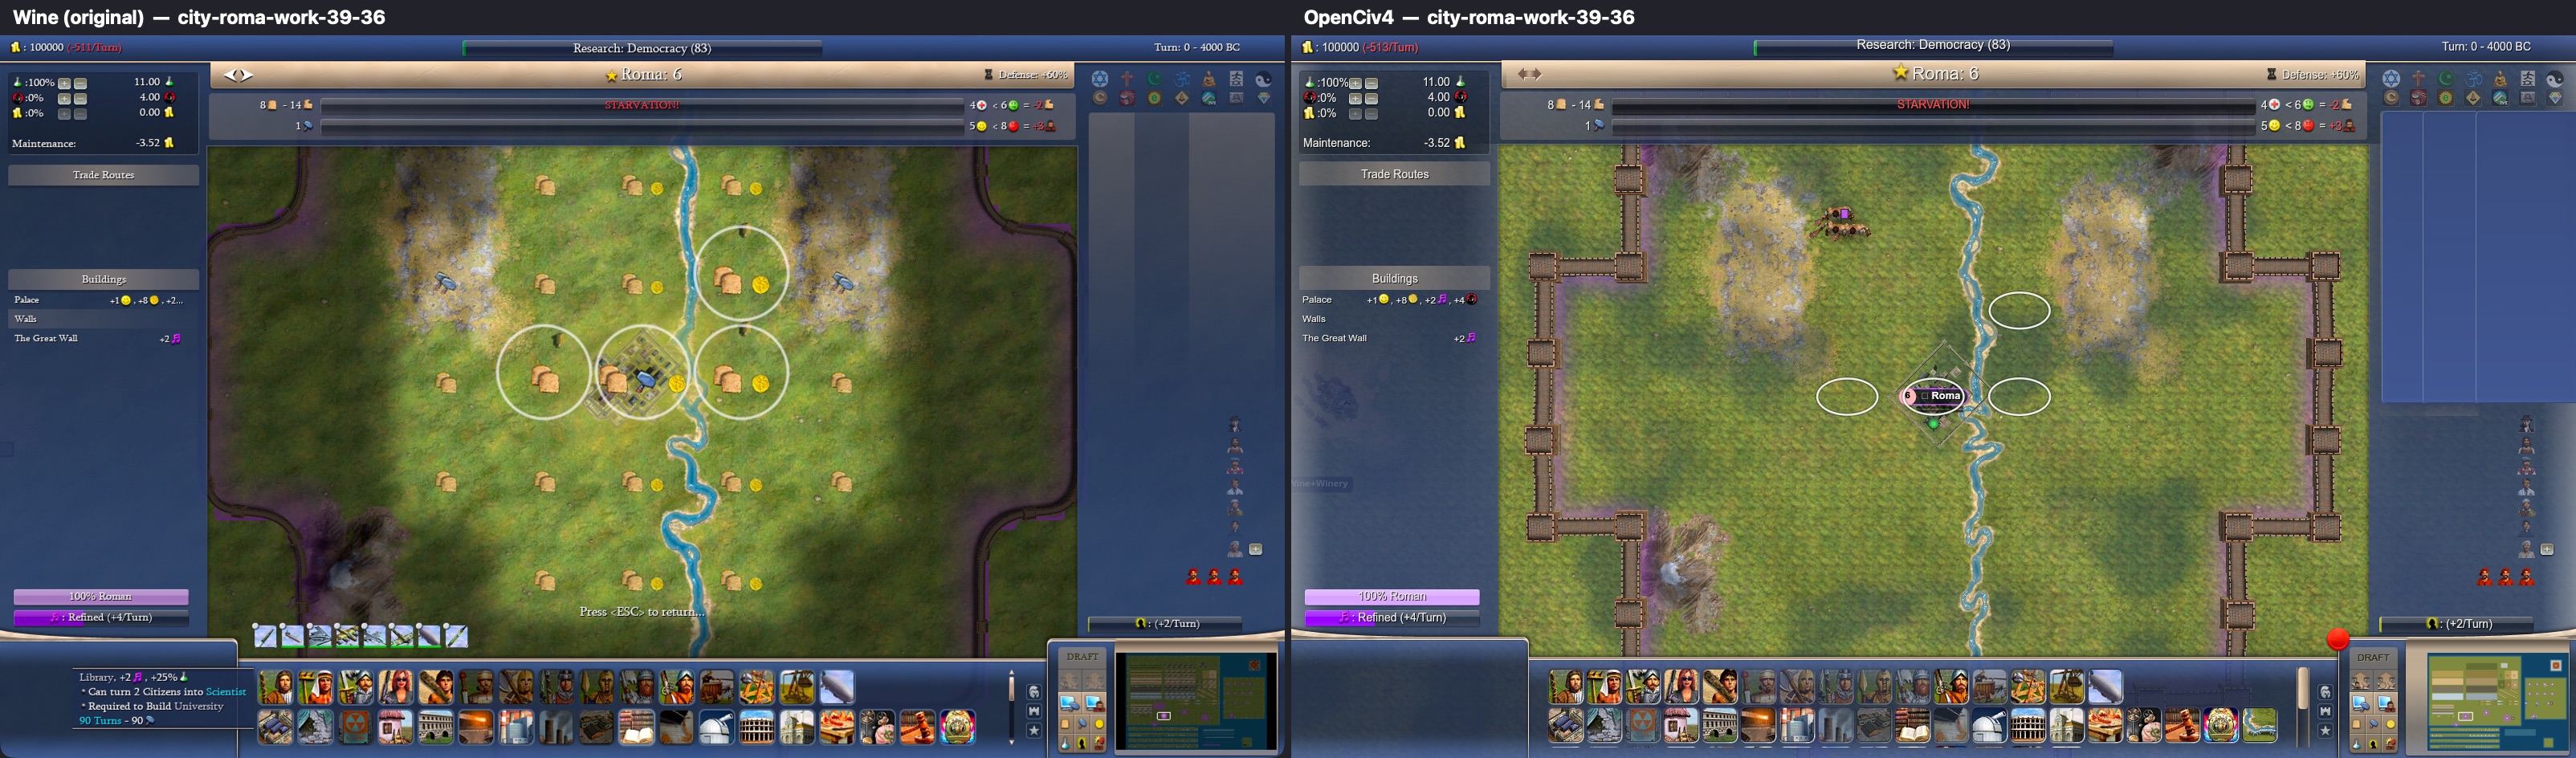 Wine (original) — city-roma-work-39-36
: 100000 (-511/Turn)
Research: Democracy (83)
Turn: 0 - 4000 BC
:100% 11.00
:0% 4.00
:0% 0.00
Maintenance: -3.52
Roma: 6
Defense: +60%
8 - 14
STARVATION!
4 < 6 = -2
1
5 < 8 = +3
Trade Routes
Buildings
Palace +1 , +8 , +2...
Walls
The Great Wall +2
100% Roman
: Refined (+4/Turn)
Press <ESC> to return...
: (+2/Turn)
Library, +2 , +25%
* Can turn 2 Citizens into Scientist
* Required to Build University
90 Turns - 90
DRAFT
OpenCiv4 — city-roma-work-39-36
: 100000 (-513/Turn)
Research: Democracy (83)
Turn: 0 - 4000 BC
:100% 11.00
:0% 4.00
:0% 0.00
Maintenance: -3.52
Roma: 6
Defense: +60%
8 - 14
STARVATION!
4 < 6 = -2
1
5 < 8 = +3
Trade Routes
Buildings
Palace +1 , +8 , +2 , +4
Walls
The Great Wall +2
6 Roma
Wine+Winery
100% Roman
: Refined (+4/Turn)
: (+2/Turn)
DRAFT